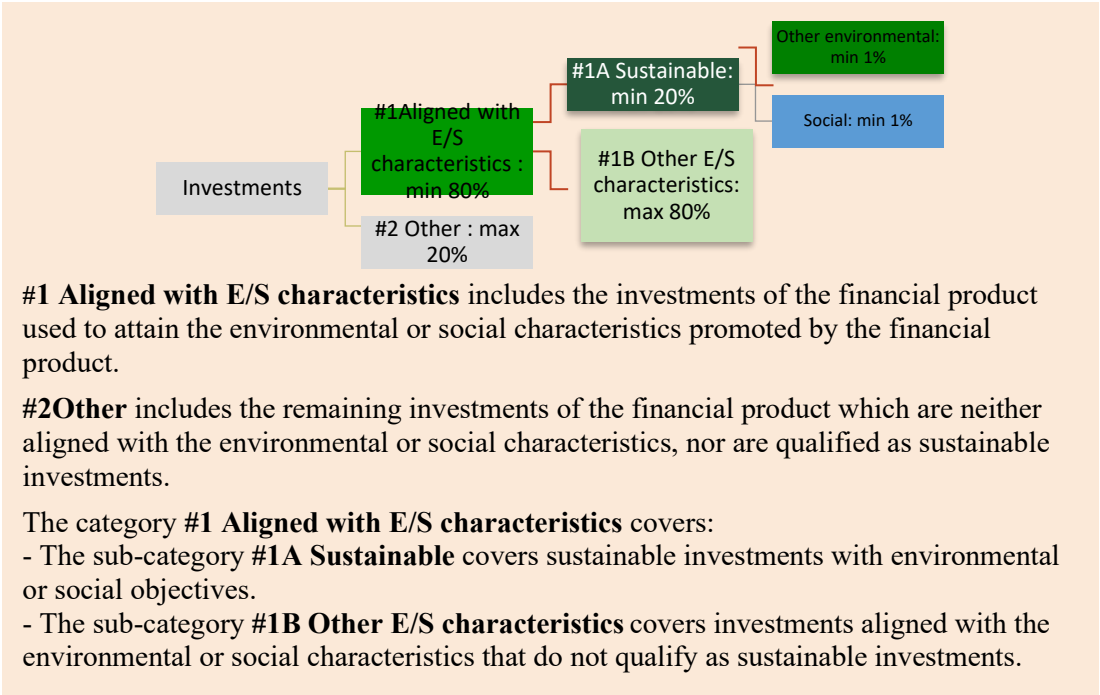 Other environmental:
min 1%
#1A Sustainable:
min 20%
Social: min 1%
#1Aligned with
E/S
characteristics :
min 80%
#1B Other E/S
characteristics:
max 80%
Investments
#2 Other : max
20%
#1 Aligned with E/S characteristics includes the investments of the financial product
used to attain the environmental or social characteristics promoted by the financial
product.
#2Other includes the remaining investments of the financial product which are neither
aligned with the environmental or social characteristics, nor are qualified as sustainable
investments.
The category #1 Aligned with E/S characteristics covers:
- The sub-category #1A Sustainable covers sustainable investments with environmental
or social objectives.
- The sub-category #1B Other E/S characteristics covers investments aligned with the
environmental or social characteristics that do not qualify as sustainable investments.